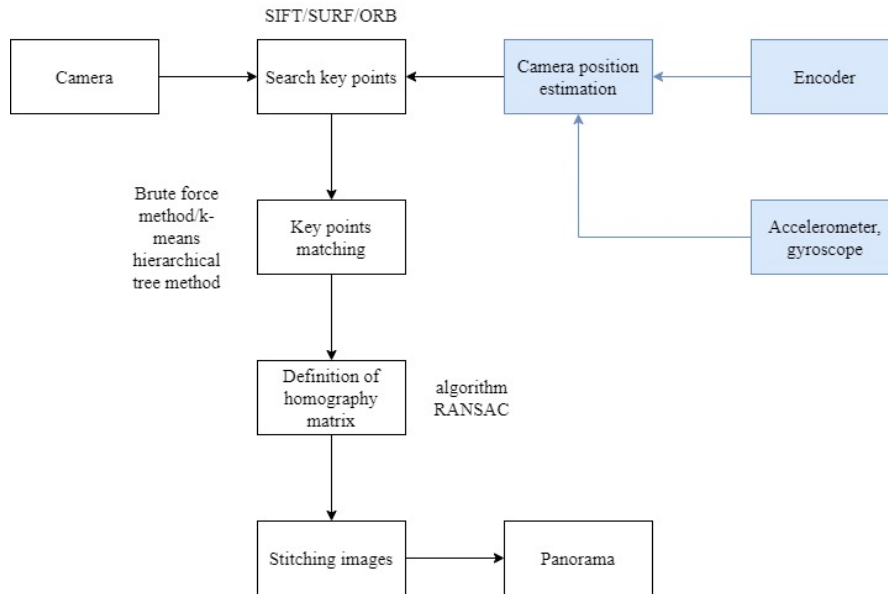 SIFT/SURF/ORB
Camera
Search key points
Camera position
estimation
Encoder
Brute force
method/k-
means
hierarchical
tree method
Key points
matching
Accelerometer,
gyroscope
Definition of
homography
matrix
algorithm
RANSAC
Stitching images
Panorama